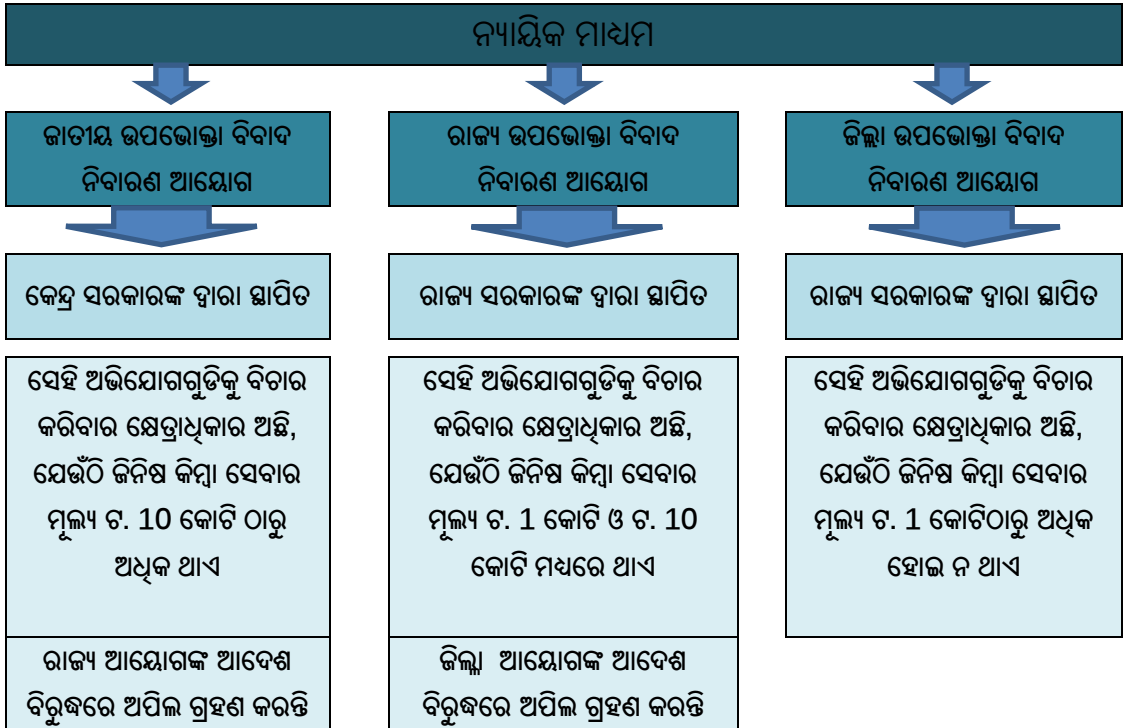 ନ୍ୟାୟିକ ମାଧ୍ୟମ
ଜାତୀୟ ଉପଭୋକ୍ତା ବିବାଦ
ନିବାରଣ ଆୟୋଗ
କେନ୍ଦ୍ର ସରକାରଙ୍କ ଦ୍ୱାରା ସ୍ଥାପିତ
ସେହି ଅଭିଯୋଗଗୁଡିକୁ ବିଚାର
କରିବାର କ୍ଷେତ୍ରାଧିକାର ଅଛି,
ଯେଉଁଠି ଜିନିଷ କିମ୍ବା ସେବାର
ମୂଲ୍ୟ ଟ. 10 କୋଟି ଠାରୁ
ଅଧିକ ଥାଏ
ରାଜ୍ୟ ଆୟୋଗଙ୍କ ଆଦେଶ
ବିରୁଦ୍ଧରେ ଅପିଲ ଗ୍ରହଣ କରନ୍ତି
ରାଜ୍ୟ ଉପଭୋକ୍ତା ବିବାଦ
ନିବାରଣ ଆୟୋଗ
ରାଜ୍ୟ ସରକାରଙ୍କ ଦ୍ୱାରା ସ୍ଥାପିତ
ସେହି ଅଭିଯୋଗଗୁଡିକୁ ବିଚାର
କରିବାର କ୍ଷେତ୍ରାଧିକାର ଅଛି,
ଯେଉଁଠି ଜିନିଷ କିମ୍ବା ସେବାର
ମୂଲ୍ୟ ଟ. 1 କୋଟି ଓ ଟ. 10
କୋଟି ମଧ୍ୟରେ ଥାଏ
ଜିଲ୍ଳା ଆୟୋଗଙ୍କ ଆଦେଶ
ବିରୁଦ୍ଧରେ ଅପିଲ ଗ୍ରହଣ କରନ୍ତି
ଜିଲ୍ଲା ଉପଭୋକ୍ତା ବିବାଦ
ନିବାରଣ ଆୟୋଗ
ରାଜ୍ୟ ସରକାରଙ୍କ ଦ୍ୱାରା ସ୍ଥାପିତ
ସେହି ଅଭିଯୋଗଗୁଡିକୁ ବିଚାର
କରିବାର କ୍ଷେତ୍ରାଧିକାର ଅଛି,
ଯେଉଁଠି ଜିନିଷ କିମ୍ବା ସେବାର
ମୂଲ୍ୟ ଟ. 1 କୋଟିଠାରୁ ଅଧିକ
ହୋଇ ନ ଥାଏ